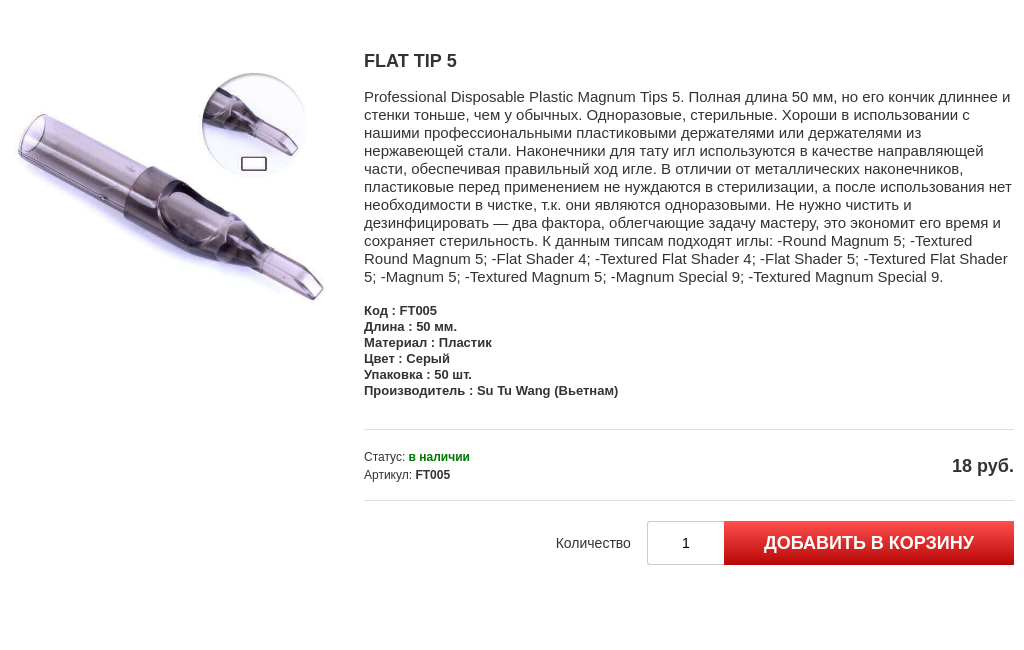 FLAT TIP 5
Professional Disposable Plastic Magnum Tips 5. Полная длина 50 мм, но его кончик длиннее и
стенки тоньше, чем у обычных. Одноразовые, стерильные. Хороши в использовании с
нашими профессиональными пластиковыми держателями или держателями из
нержавеющей стали. Наконечники для тату игл используются в качестве направляющей
части, обеспечивая правильный ход игле. В отличии от металлических наконечников,
пластиковые перед применением не нуждаются в стерилизации, а после использования нет
необходимости в чистке, т.к. они являются одноразовыми. Не нужно чистить и
дезинфицировать — два фактора, облегчающие задачу мастеру, это экономит его время и
сохраняет стерильность. К данным типсам подходят иглы: -Round Magnum 5; -Textured
Round Magnum 5; -Flat Shader 4; -Textured Flat Shader 4; -Flat Shader 5; -Textured Flat Shader
5; -Magnum 5; -Textured Magnum 5; -Magnum Special 9; -Textured Magnum Special 9.
Код : FT005
Длина : 50 мм.
Материал : Пластик
Цвет : Серый
Упаковка : 50 шт.
Производитель : Su Tu Wang (Вьетнам)
Статус: в наличии
Артикул: FT005
18 руб.
Количество 1 ДОБАВИТЬ В КОРЗИНУ